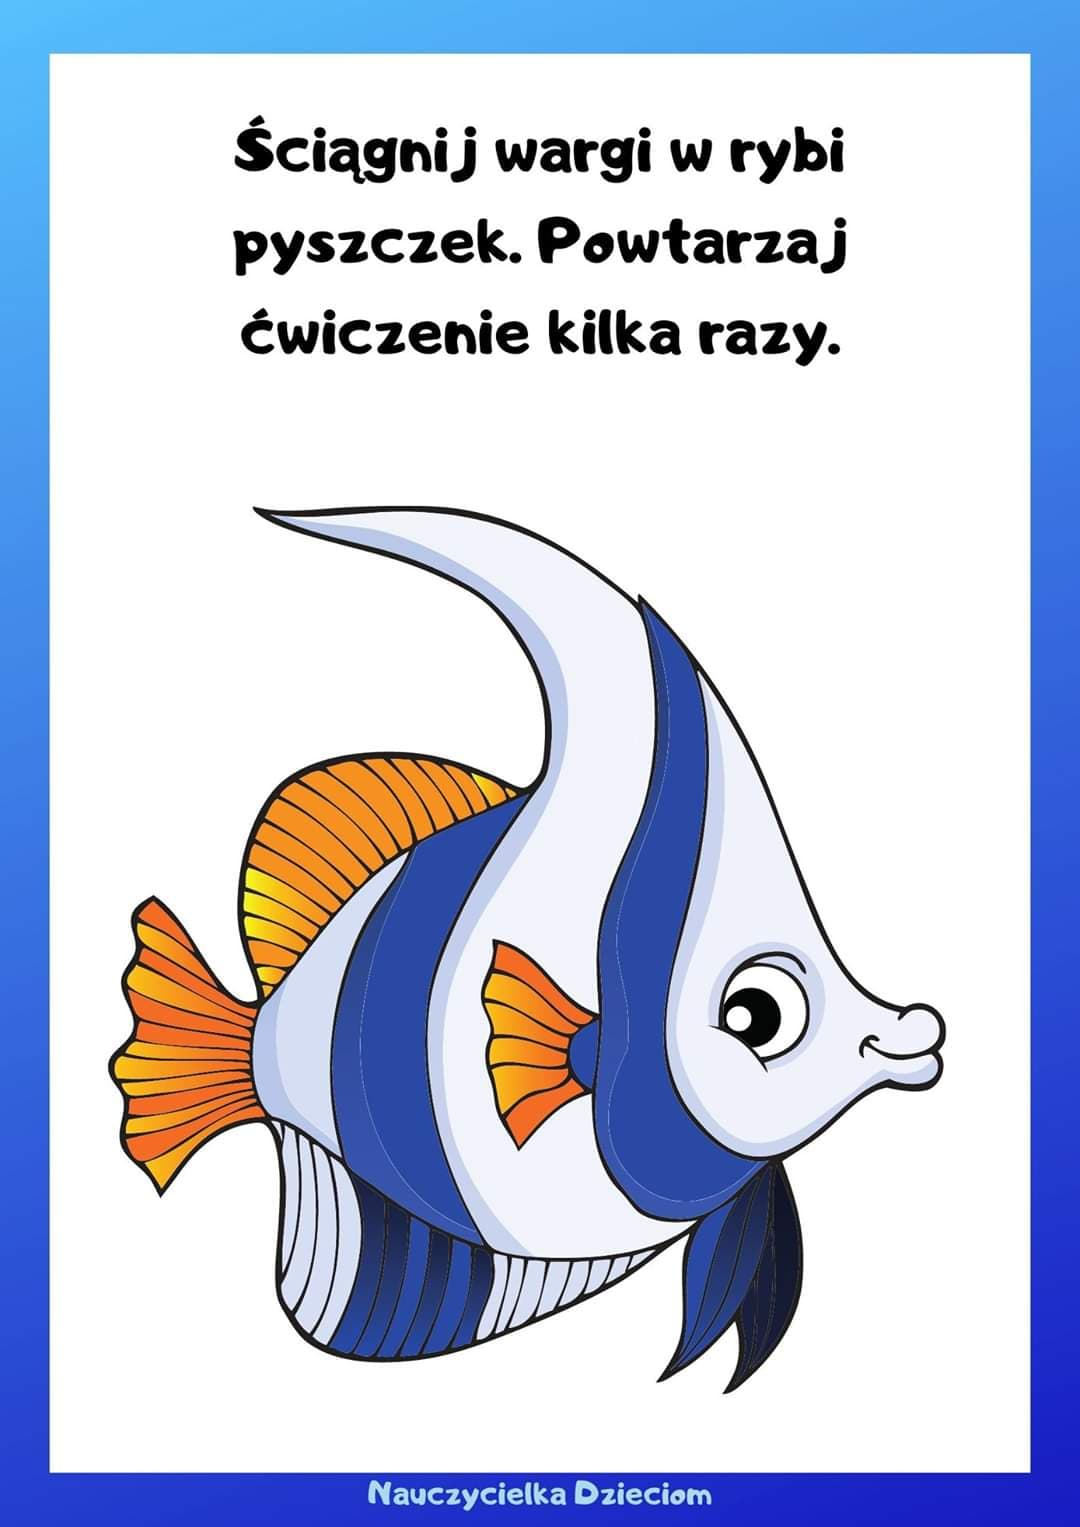 Ściągnij wargi w rybi
pyszczek. Powtarzaj
ćwiczenie kilka razy.
Nauczycielka Dzieciom